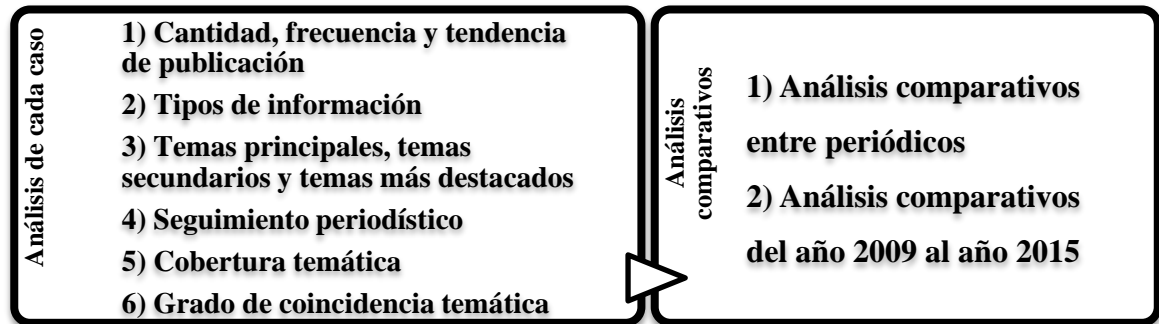 Análisis de cada caso
1) Cantidad, frecuencia y tendencia
de publicación
2) Tipos de información
3) Temas principales, temas
secundarios y temas más destacados
4) Seguimiento periodístico
5) Cobertura temática
6) Grado de coincidencia temática
Análisis
comparativos
1) Análisis comparativos
entre periódicos
2) Análisis comparativos
del año 2009 al año 2015